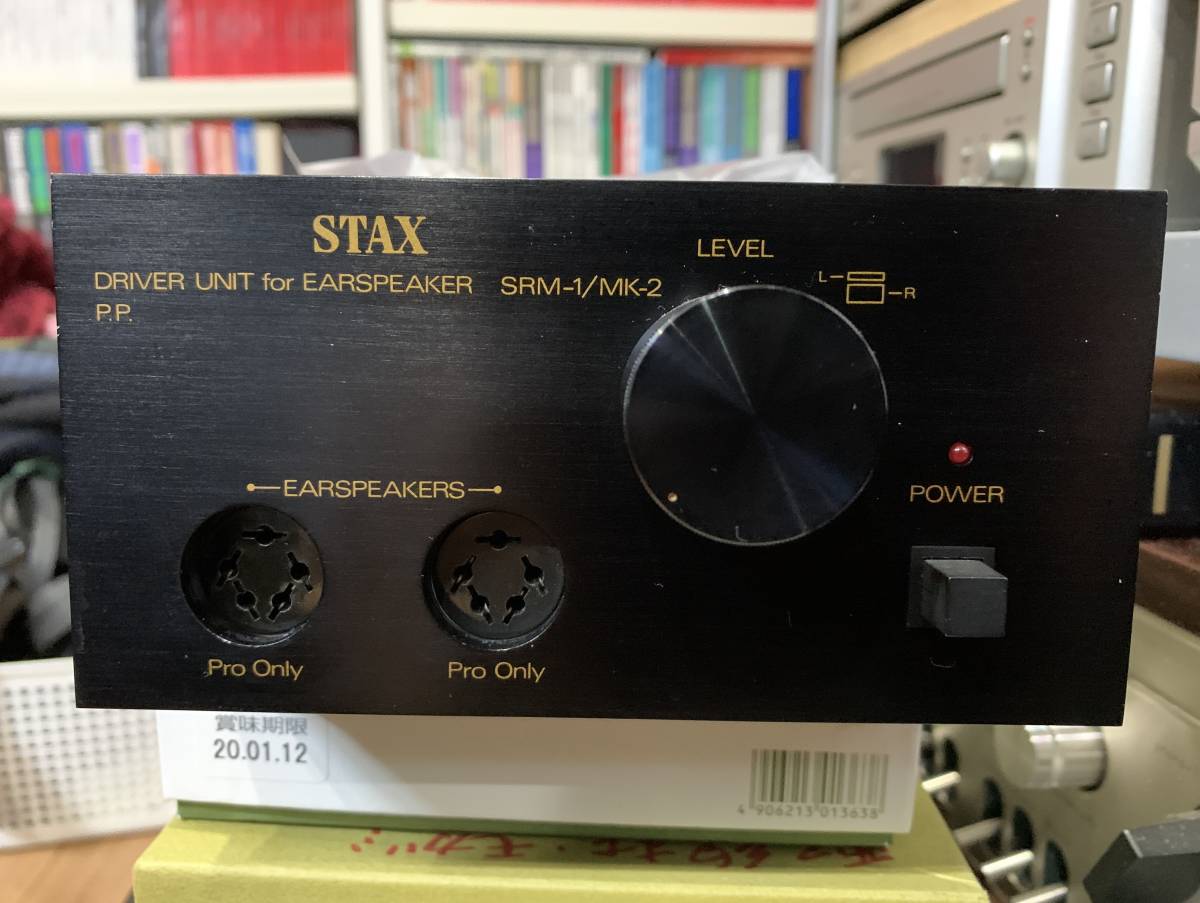 STAX
DRIVER UNIT for EARSPEAKER SRM-1/MK-2
P.P.
LEVEL
L
R
EARSPEAKERS
POWER
Pro Only
Pro Only
賞味期限
20.01.12
4 906213 013638